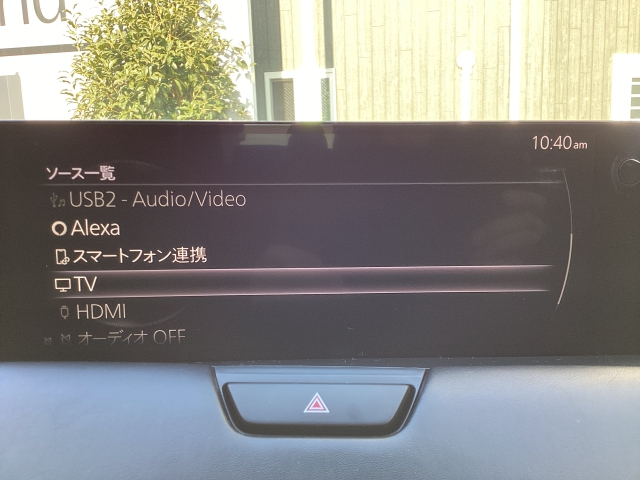 10:40am
ソース一覧
USB2 - Audio/Video
Alexa
スマートフォン連携
TV
HDMI
オーディオ OFF